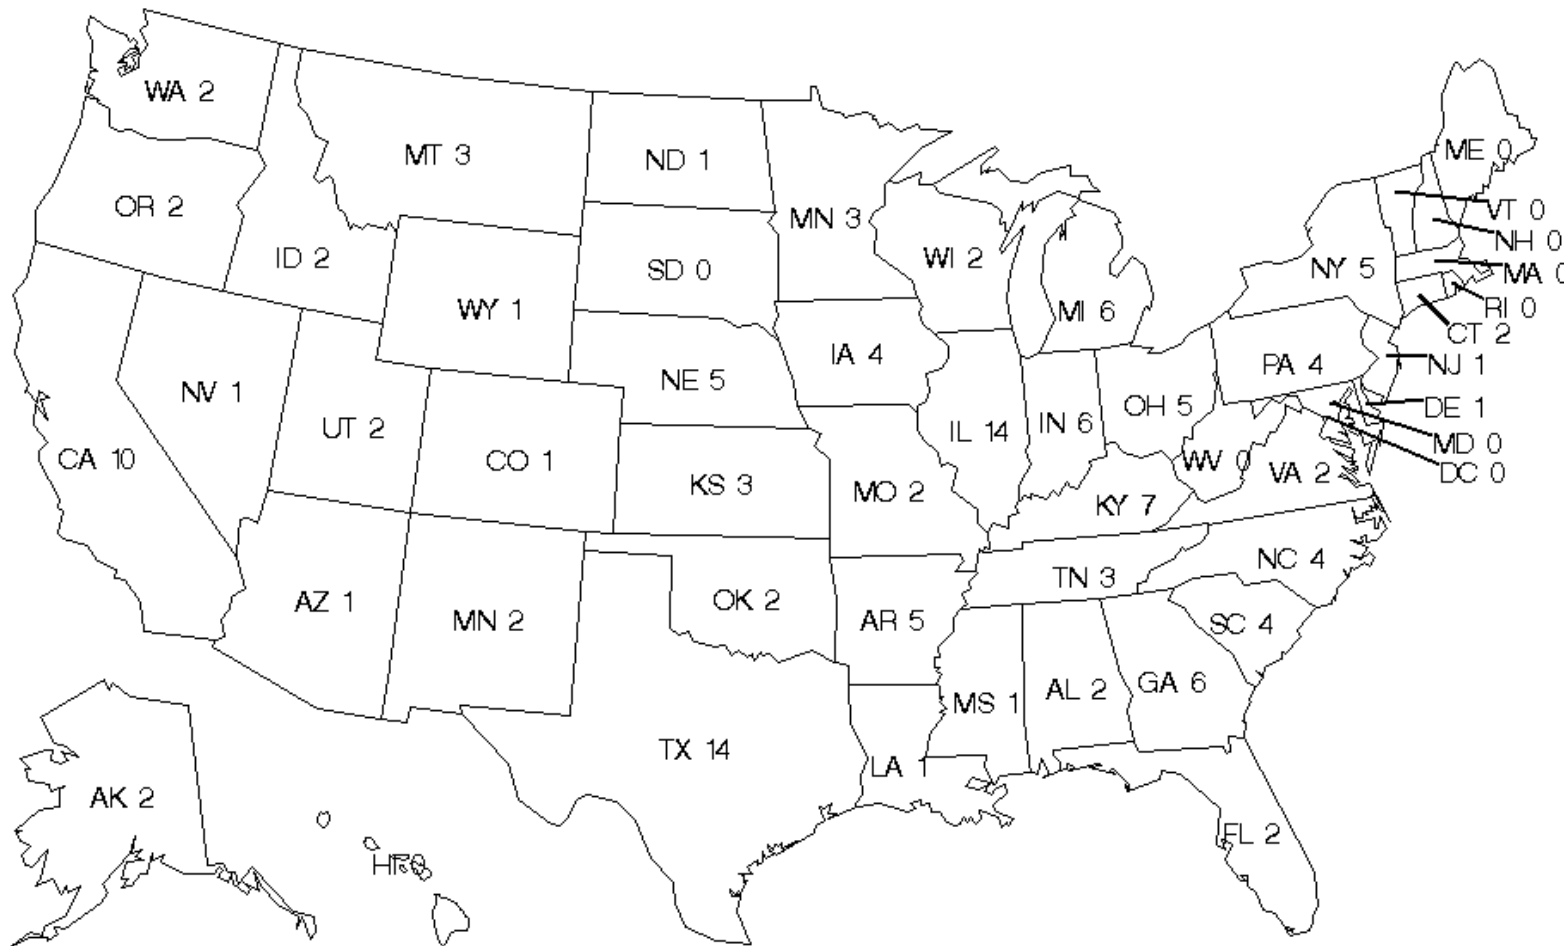 WA 2
MT 3
ND 1
ME 0
OR 2
MN 3
VT 0
NH 0
ID 2
SD 0
WI 2
NY 5
MA 0
WY 1
MI 6
RI 0
CT 2
IA 4
PA 4
NJ 1
NV 1
NE 5
OH 5
DE 1
UT 2
IL 14
IN 6
MD 0
CA 10
CO 1
WV 0
VA 2
DC 0
KS 3
MO 2
KY 7
NC 4
TN 3
AZ 1
MN 2
OK 2
AR 5
SC 4
MS 1
AL 2
GA 6
TX 14
LA 1
AK 2
FL 2